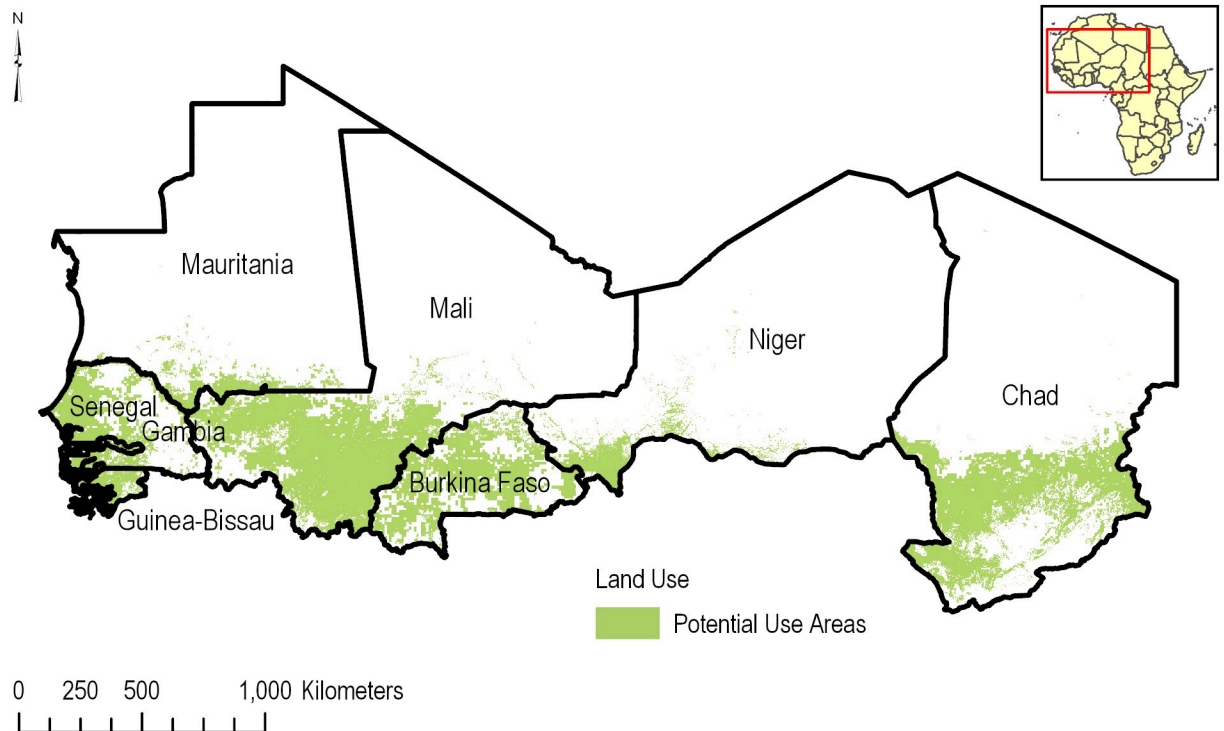 N
Mauritania
Mali
Niger
Chad
Senegal
Gambia
Burkina Faso
Guinea-Bissau
Land Use
Potential Use Areas
0 250 500 1,000 Kilometers